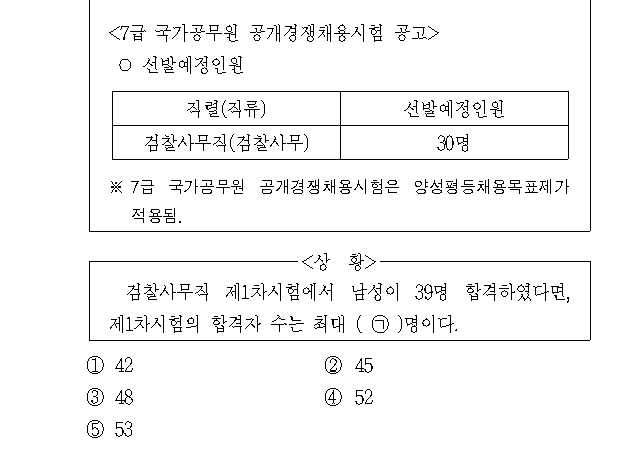 <7급 국가공무원 공개경쟁채용시험 공고>
○ 선발예정인원
직렬(직류) 선발예정인원
검찰사무직(검찰사무) 30명
※ 7급 국가공무원 공개경쟁채용시험은 양성평등채용목표제가
적용됨.
<상 황>
검찰사무직 제1차시험에서 남성이 39명 합격하였다면,
제1차시험의 합격자 수는 최대 ( ㉠ )명이다.
① 42 ② 45
③ 48 ④ 52
⑤ 53